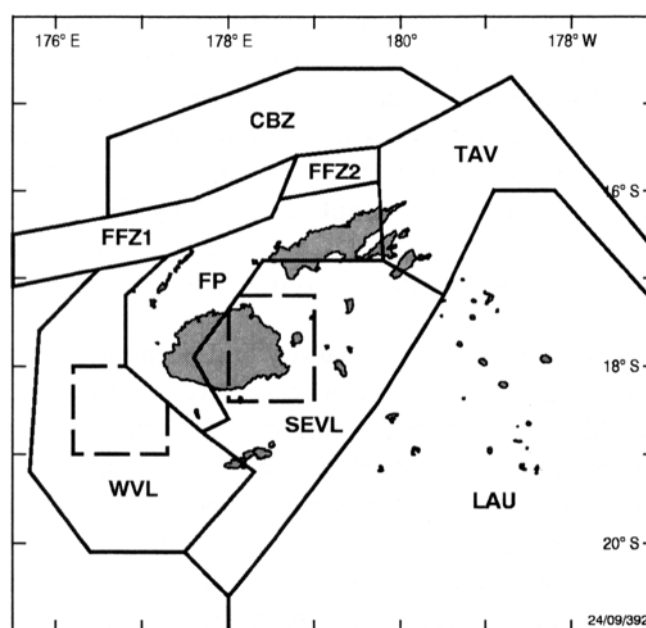 176° E 178° E 180° 178° W
CBZ
TAV
FFZ2
16° S
FFZ1
FP
18° S
SEVL
WVL
LAU
20° S
24/09/392